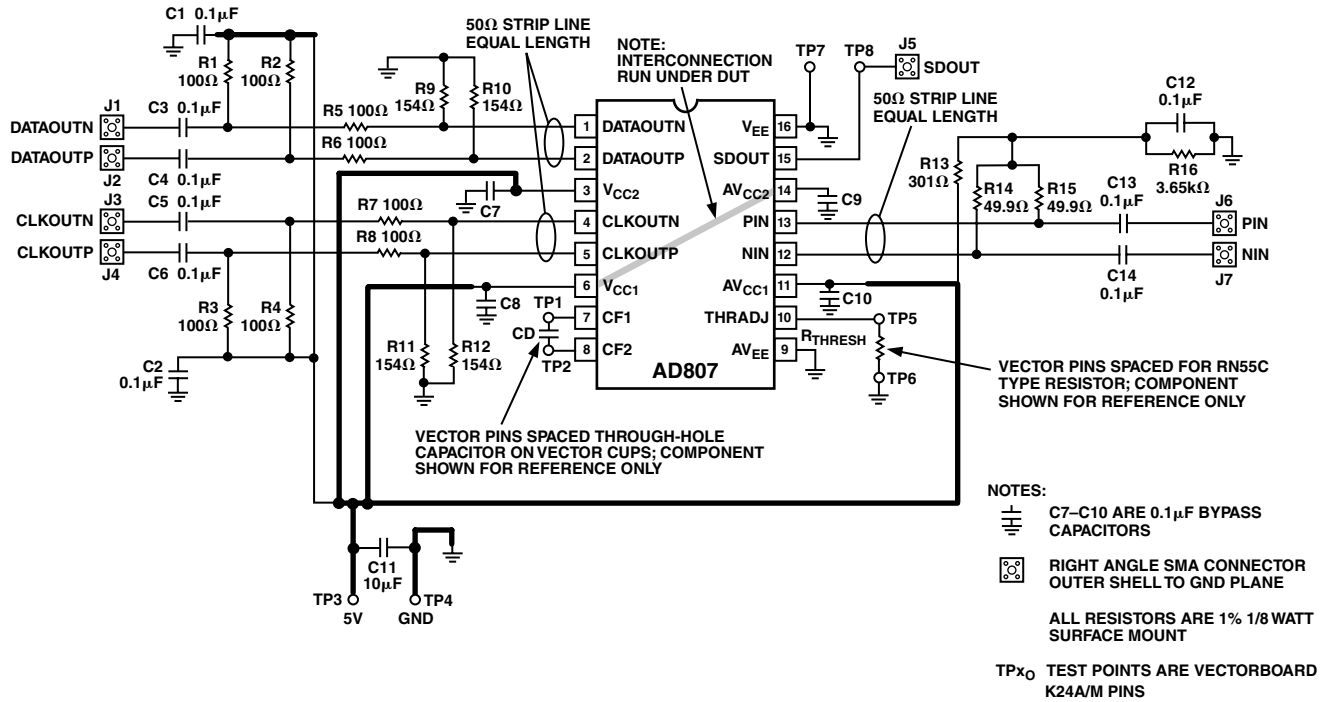 C1 0.1μF
R1
100Ω
R2
100Ω
50Ω STRIP LINE
EQUAL LENGTH
NOTE:
INTERCONNECTION
RUN UNDER DUT
TP7
TP8
J5
SDOUT
C12
0.1μF
R9
154Ω
R10
154Ω
50Ω STRIP LINE
EQUAL LENGTH
J1
C3 0.1μF
R5 100Ω
DATAOUTN
1
DATAOUTN
VEE
16
R6 100Ω
DATAOUTP
2
DATAOUTP
SDOUT
15
R13
301Ω
R16
3.65kΩ
J2
C4 0.1μF
J3
C5 0.1μF
C7
3
VCC2
AVCC2
14
C9
R14
49.9Ω
R15
49.9Ω
C13
0.1μF
J6
R7 100Ω
CLKOUTN
4
CLKOUTN
PIN
13
PIN
R8 100Ω
CLKOUTP
5
CLKOUTP
NIN
12
NIN
J4
C6 0.1μF
C14
0.1μF
J7
6
VCC1
AVCC1
11
C8
C10
R3
100Ω
R4
100Ω
TP1
7
CF1
THRADJ
10
TP5
CD
RTHRESH
TP2
8
CF2
AVEE
9
AD807
R11
154Ω
R12
154Ω
C2
0.1μF
TP6
VECTOR PINS SPACED FOR RN55C
TYPE RESISTOR; COMPONENT
SHOWN FOR REFERENCE ONLY
VECTOR PINS SPACED THROUGH-HOLE
CAPACITOR ON VECTOR CUPS; COMPONENT
SHOWN FOR REFERENCE ONLY
NOTES:
C7–C10 ARE 0.1μF BYPASS
CAPACITORS
C11
10μF
RIGHT ANGLE SMA CONNECTOR
OUTER SHELL TO GND PLANE
TP3
5V
TP4
GND
ALL RESISTORS ARE 1% 1/8 WATT
SURFACE MOUNT
TPxO TEST POINTS ARE VECTORBOARD
K24A/M PINS